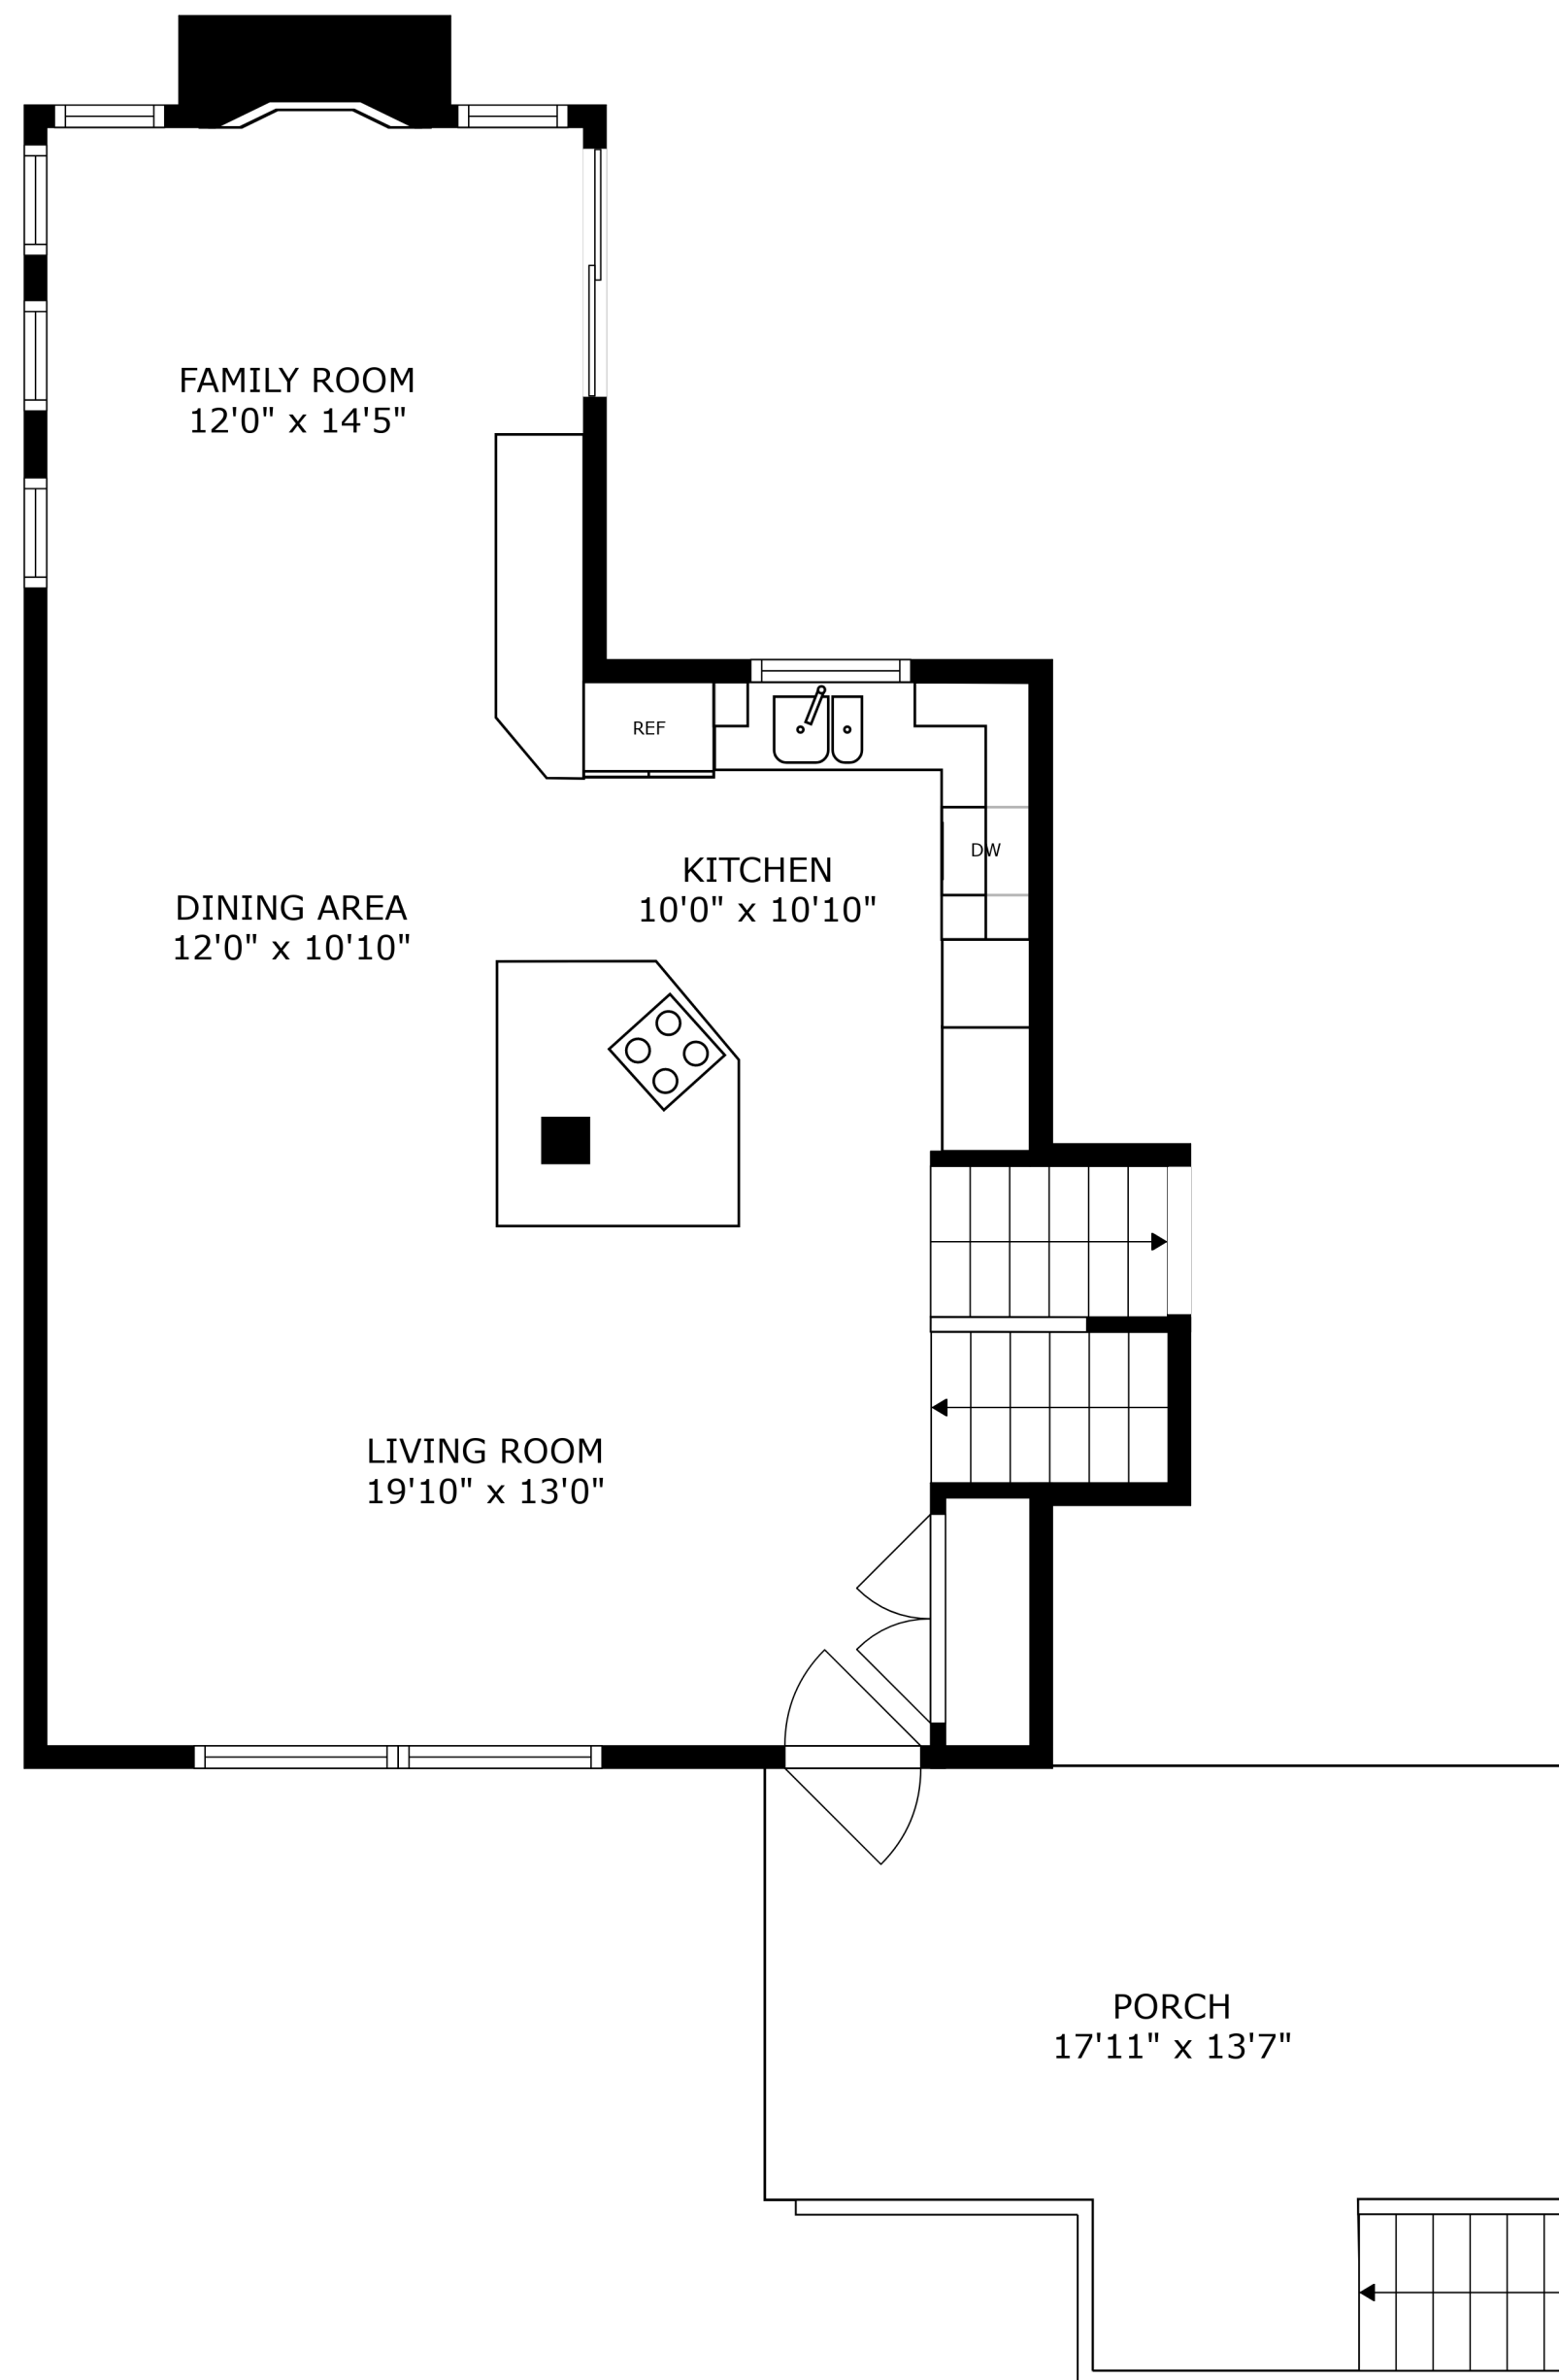 FAMILY ROOM
12'0" x 14'5"
REF
DW
KITCHEN
10'0" x 10'10"
DINING AREA
12'0" x 10'10"
LIVING ROOM
19'10" x 13'0"
PORCH
17'11" x 13'7"